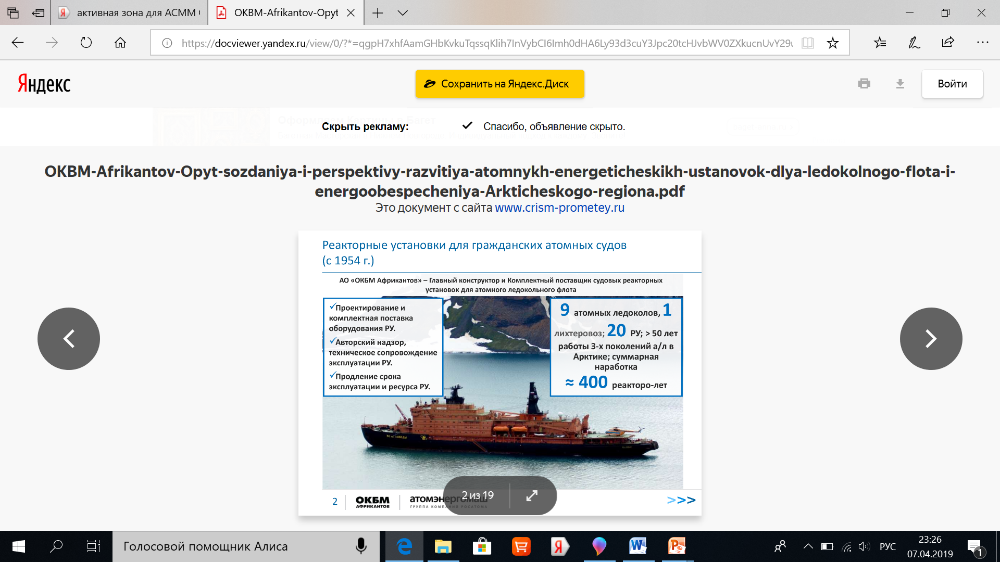 активная зона для АСММ
OKBM-Afrikantov-Opyt
https://docviewer.yandex.ru/view/0/?*=qgpH7xhfAamGHbKvkuTqssqKlih7InVybCI6Imh0dHA6Ly93d3cuY3Jpc20tcHJvbWV0ZXkucnUvY29u
Яндекс
Сохранить на Яндекс.Диск
Войти
Скрыть рекламу:
Спасибо, объявление скрыто.
OKBM-Afrikantov-Opyt-sozdaniya-i-perspektivy-razvitiya-atomnykh-energeticheskikh-ustanovok-dlya-ledokolnogo-flota-i-
energoobespecheniya-Arkticheskogo-regiona.pdf
Это документ с сайта www.crism-prometey.ru
Реакторные установки для гражданских атомных судов
(с 1954 г.)
АО «ОКБМ Африкантов» – Главный конструктор и Комплектный поставщик судовых реакторных
установок для атомного ледокольного флота
Проектирование и
комплектная поставка
оборудования РУ.
Авторский надзор,
техническое сопровождение
эксплуатации РУ.
Продление срока
эксплуатации и ресурса РУ.
9 атомных ледоколов, 1
лихтеровоз; 20 РУ; > 50 лет
работы 3-х поколений а/л в
Арктике; суммарная
наработка
≈ 400 реакторо-лет
2
ОКБМ
АФРИКАНТОВ
атомэнергомаш
ГРУППА КОМПАНИЙ РОСАТОМА
2 из 19
>>>
Голосовой помощник Алиса
РУС
23:26
07.04.2019
1